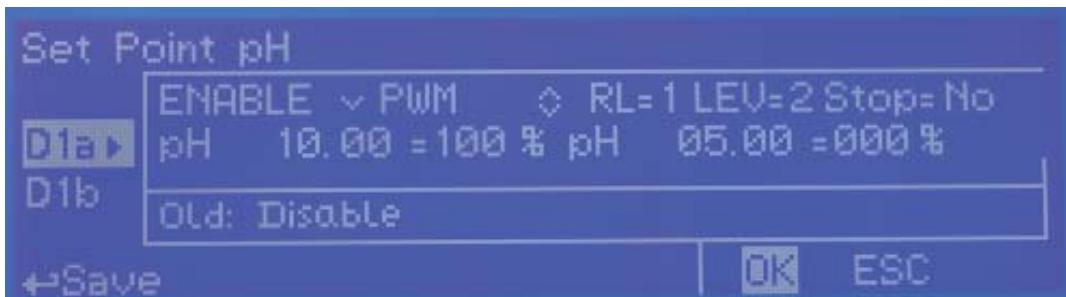 Set Point pH
ENABLE PWM RL=1 LEV=2 Stop=No
D1a pH 10.00 =100 % pH 05.00 =000 %
D1b
Old: Disable
OK ESC
↩Save